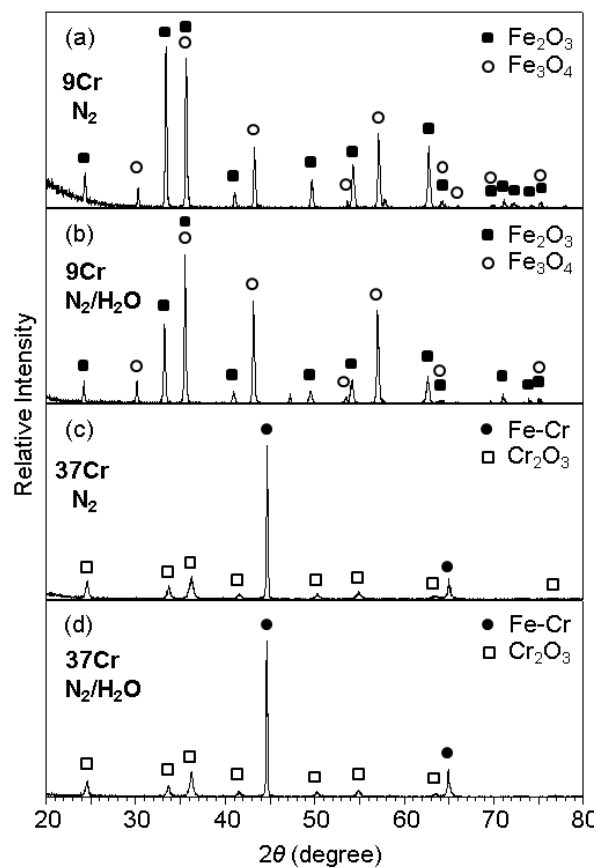 (a)
9Cr
N₂
Fe₂O₃
Fe₃O₄
(b)
9Cr
N₂/H₂O
Fe₂O₃
Fe₃O₄
(c)
37Cr
N₂
Fe-Cr
Cr₂O₃
(d)
37Cr
N₂/H₂O
Fe-Cr
Cr₂O₃
Relative Intensity
20 30 40 50 60 70 80
2θ (degree)